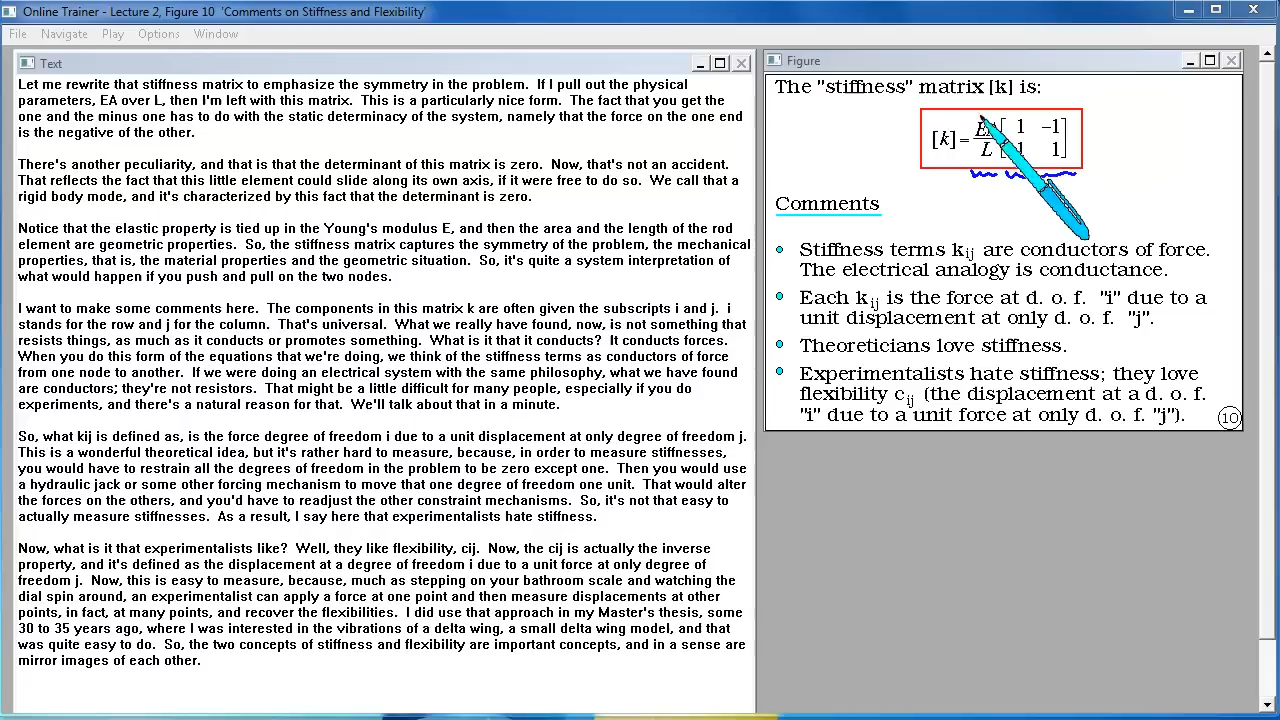 Online Trainer - Lecture 2, Figure 10 'Comments on Stiffness and Flexibility'
File Navigate Play Options Window
Text
Let me rewrite that stiffness matrix to emphasize the symmetry in the problem. If I pull out the physical
parameters, EA over L, then I'm left with this matrix. This is a particularly nice form. The fact that you get the
one and the minus one has to do with the static determinacy of the system, namely that the force on the one end
is the negative of the other.
There's another peculiarity, and that is that the determinant of this matrix is zero. Now, that's not an accident.
That reflects the fact that this little element could slide along its own axis, if it were free to do so. We call that a
rigid body mode, and it's characterized by this fact that the determinant is zero.
Notice that the elastic property is tied up in the Young's modulus E, and then the area and the length of the rod
element are geometric properties. So, the stiffness matrix captures the symmetry of the problem, the mechanical
properties, that is, the material properties and the geometric situation. So, it's quite a system interpretation of
what would happen if you push and pull on the two nodes.
I want to make some comments here. The components in this matrix k are often given the subscripts i and j. i
stands for the row and j for the column. That's universal. What we really have found, now, is not something that
resists things, as much as it conducts or promotes something. What is it that it conducts? It conducts forces.
When you do this form of the equations that we're doing, we think of the stiffness terms as conductors of force
from one node to another. If we were doing an electrical system with the same philosophy, what we have found
are conductors; they're not resistors. That might be a little difficult for many people, especially if you do
experiments, and there's a natural reason for that. We'll talk about that in a minute.
So, what kij is defined as, is the force degree of freedom i due to a unit displacement at only degree of freedom j.
This is a wonderful theoretical idea, but it's rather hard to measure, because, in order to measure stiffnesses,
you would have to restrain all the degrees of freedom in the problem to be zero except one. Then you would use
a hydraulic jack or some other forcing mechanism to move that one degree of freedom one unit. That would alter
the forces on the others, and you'd have to readjust the other constraint mechanisms. So, it's not that easy to
actually measure stiffnesses. As a result, I say here that experimentalists hate stiffness.
Now, what is it that experimentalists like? Well, they like flexibility, cij. Now, the cij is actually the inverse
property, and it's defined as the displacement at a degree of freedom i due to a unit force at only degree of
freedom j. Now, this is easy to measure, because, much as stepping on your bathroom scale and watching the
dial spin around, an experimentalist can apply a force at one point and then measure displacements at other
points, in fact, at many points, and recover the flexibilities. I did use that approach in my Master's thesis, some
30 to 35 years ago, where I was interested in the vibrations of a delta wing, a small delta wing model, and that
was quite easy to do. So, the two concepts of stiffness and flexibility are important concepts, and in a sense are
mirror images of each other.
Figure
The "stiffness" matrix [k] is:
EA 1 −1
[k] =
L 1 1
Comments
• Stiffness terms kij are conductors of force.
The electrical analogy is conductance.
• Each kij is the force at d. o. f. "i" due to a
unit displacement at only d. o. f. "j".
• Theoreticians love stiffness.
• Experimentalists hate stiffness; they love
flexibility cij (the displacement at a d. o. f.
"i" due to a unit force at only d. o. f. "j").
10